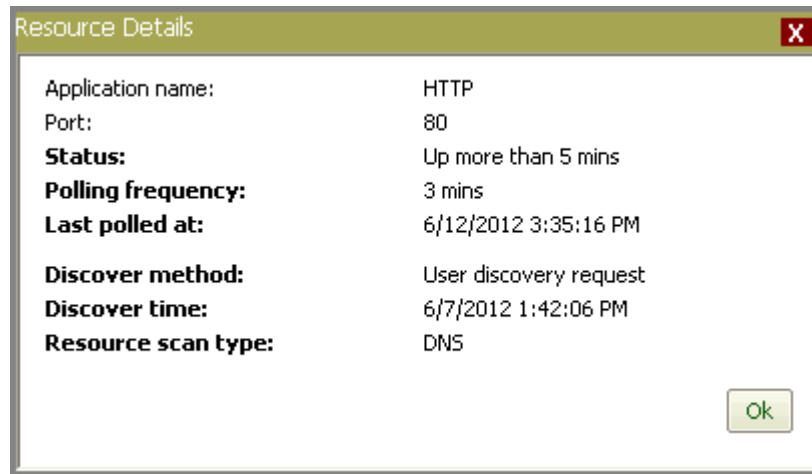 Resource Details
X
Application name: HTTP
Port: 80
Status: Up more than 5 mins
Polling frequency: 3 mins
Last polled at: 6/12/2012 3:35:16 PM
Discover method: User discovery request
Discover time: 6/7/2012 1:42:06 PM
Resource scan type: DNS
Ok